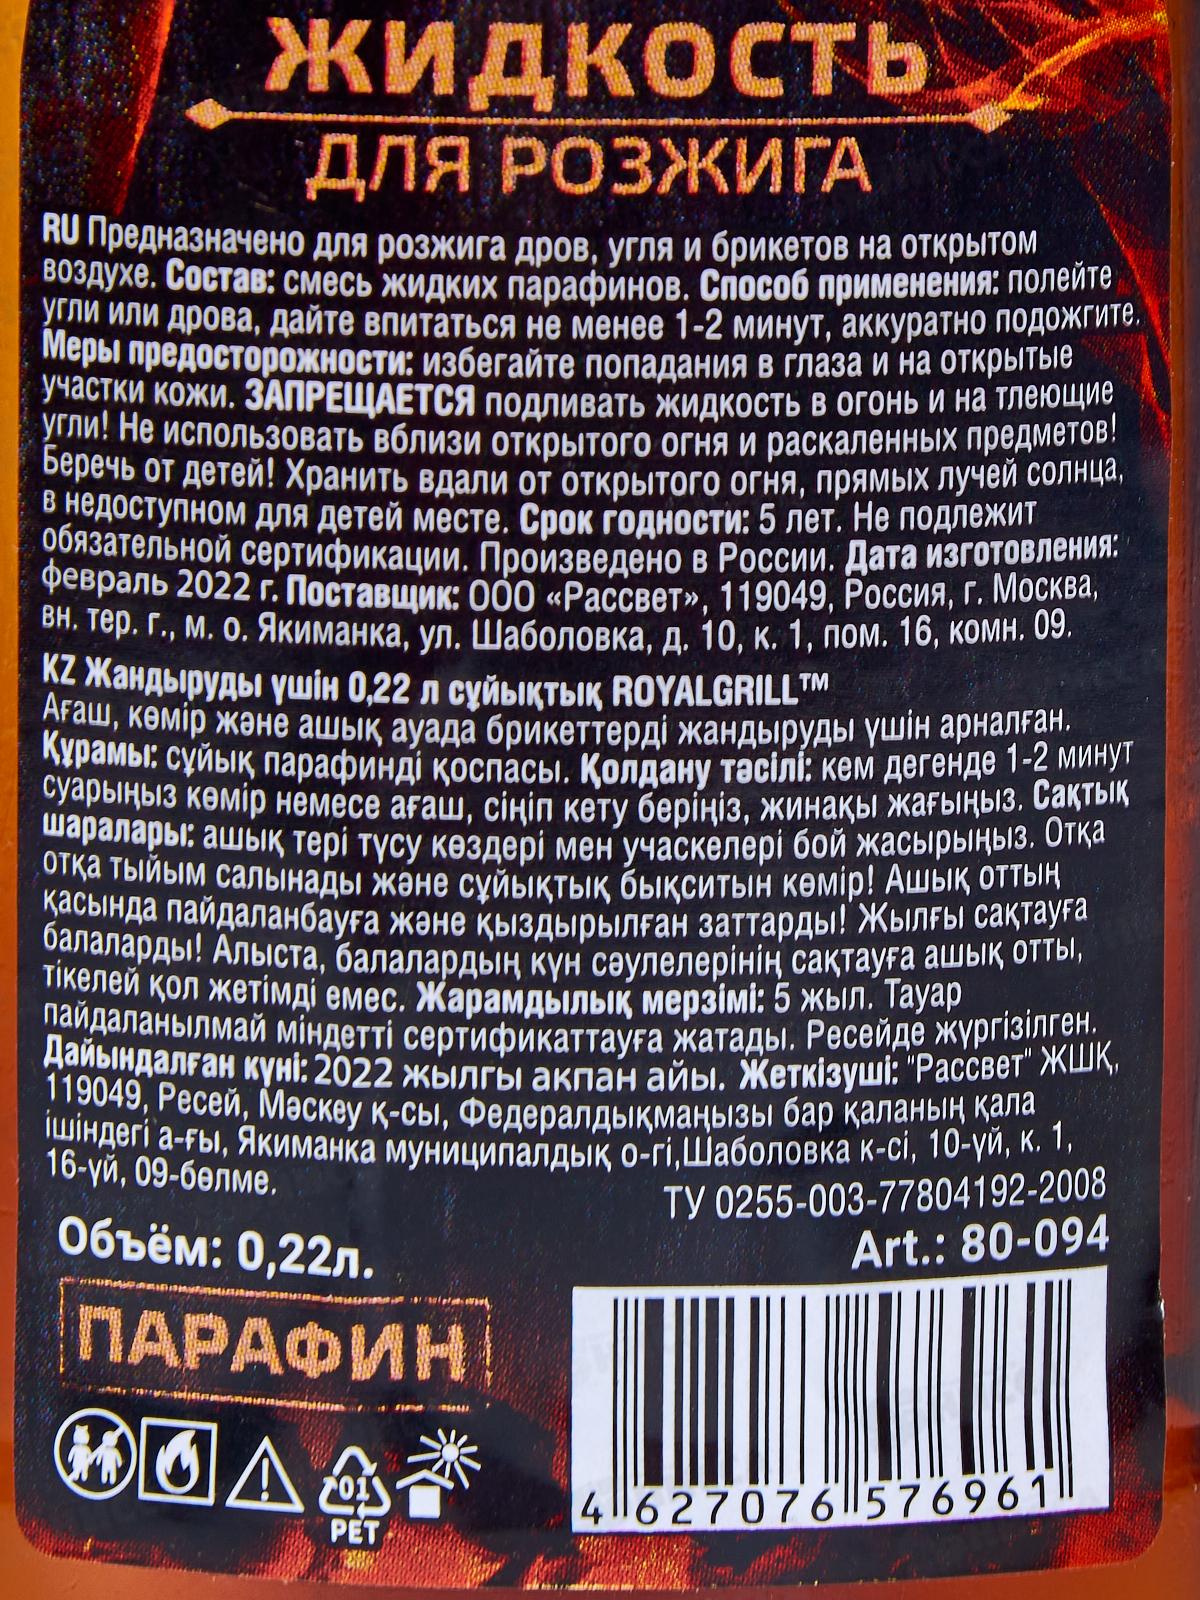 ЖИДКОСТЬ
ДЛЯ РОЗЖИГА
RU Предназначено для розжига дров, угля и брикетов на открытом
воздухе. Состав: смесь жидких парафинов. Способ применения: полейте
угли или дрова, дайте впитаться не менее 1-2 минут, аккуратно подожгите.
Меры предосторожности: избегайте попадания в глаза и на открытые
участки кожи. ЗАПРЕЩАЕТСЯ подливать жидкость в огонь и на тлеющие
угли! Не использовать вблизи открытого огня и раскаленных предметов!
Беречь от детей! Хранить вдали от открытого огня, прямых лучей солнца,
в недоступном для детей месте. Срок годности: 5 лет. Не подлежит
обязательной сертификации. Произведено в России. Дата изготовления:
февраль 2022 г. Поставщик: ООО «Рассвет», 119049, Россия, г. Москва,
вн. тер. г., м. о. Якиманка, ул. Шаболовка, д. 10, к. 1, пом. 16, комн. 09.
KZ Жандыруды үшін 0,22 л сұйықтық ROYALGRILL™
Ағаш, көмір және ашық ауада брикеттерді жандыруды үшін арналған.
Құрамы: сұйық парафинді қоспасы. Қолдану тәсілі: кем дегенде 1-2 минут
суарыңыз көмір немесе ағаш, сіңіп кету беріңіз, жинақы жағыңыз. Сақтық
шаралары: ашық тері түсу көздері мен учаскелері бой жасырыңыз. Отқа
отқа тыйым салынады және сұйықтық бықситын көмір! Ашық оттың
қасында пайдаланбауға және қыздырылған заттарды! Жылғы сақтауға
балаларды! Алыста, балалардың күн сәулелерінің сақтауға ашық отты,
тікелей қол жетімді емес. Жарамдылық мерзімі: 5 жыл. Тауар
пайдаланылмай міндетті сертификаттауға жатады. Ресейде жүргізілген.
Дайындалған күні: 2022 жылгы акпан айы. Жеткізуші: "Рассвет" ЖШҚ,
119049, Ресей, Мәскеу қ-сы, Федералдықмаңызы бар қаланың қала
ішіндегі а-ғы, Якиманка муниципалдық о-гі,Шаболовка к-сі, 10-үй, к. 1,
16-үй, 09-бөлме.
ТУ 0255-003-77804192-2008
Объём: 0,22л.
Art.: 80-094
ПАРАФИН
01
PET
4 627076 576961